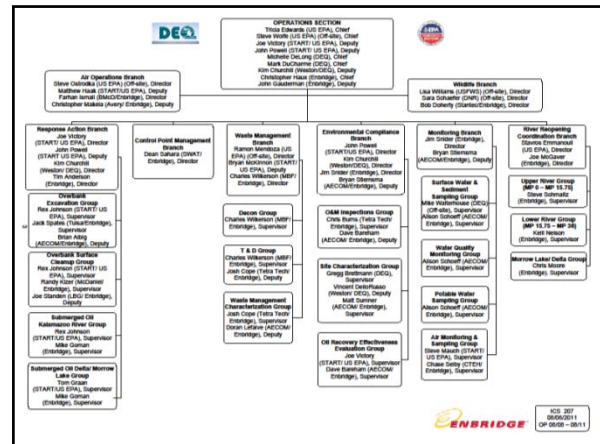 DEQ
EPA
OPERATIONS SECTION
Tricia Edwards (US EPA), Chief
Steve Wolfe (US EPA) (Off-site), Chief
Joe Victory (START/ US EPA), Deputy
John Powell (START/ US EPA), Deputy
Michelle DeLong (DEQ), Chief
Mark DuCharme (DEQ), Chief
Kim Churchill (Weston/DEQ), Deputy
Christopher Haux (Enbridge), Chief
John Gauderman (Enbridge), Deputy
Air Operations Branch
Steve Ostrodka (US EPA) (Off-site), Director
Matthew Haak (START/US EPA), Deputy
Farhan Ismail (Enbridge), Director
Christopher Makela (Avery/ Enbridge), Deputy
Wildlife Branch
Lisa Williams (USFWS) (Off-site), Director
Sara Schaefer (DNR) (Off-site), Director
Bob Doherty (Stantec/Enbridge), Director
Response Action Branch
Joe Victory
(START/ US EPA), Director
John Powell
(START US EPA), Deputy
Kim Churchill
(Weston/ DEQ), Deputy
Tim Anderson
(Enbridge), Director
Overbank
Excavation Group
Rex Johnson (START/ US
EPA), Supervisor
Jack Spates (Tulsa/Enbridge),
Supervisor
Brian Albig
(AECOM/Enbridge), Deputy
Overbank Surface
Cleanup Group
Rex Johnson (START/ US
EPA), Supervisor
Randy Kizer (McDaniel/
Enbridge), Supervisor
Joe Standen (LBG/ Enbridge),
Deputy
Submerged Oil
Kalamazoo River Group
Rex Johnson
(START/US EPA), Supervisor
Mike Goman
(Enbridge), Supervisor
Submerged Oil Delta/ Morrow
Lake Group
Tom Graan
(START/US EPA), Supervisor
Mike Goman
(Enbridge), Supervisor
Control Point Management
Branch
Dean Sahara (SWAT/
Enbridge), Director
Waste Management
Branch
Ramon Mendoza (US
EPA) (Off-site), Director
Bryan McKinnon (START/
US EPA), Deputy
Charles Wilkerson (MBF/
Enbridge), Director
Decon Group
Charles Wilkerson (MBF/
Enbridge), Supervisor
T & D Group
Charles Wilkerson (MBF/
Enbridge), Supervisor
Josh Cope (Tetra Tech/
Enbridge), Deputy
Waste Management
Characterization Group
Josh Cope (Tetra Tech/
Enbridge), Supervisor
Doran Lefaive (AECOM/
Enbridge), Deputy
Environmental Compliance
Branch
John Powell
(START/US EPA), Director
Kim Churchill
(Weston/DEQ), Director
Jim Snider (Enbridge), Director
Bryan Stiernsma
(AECOM/Enbridge), Deputy
O&M Inspections Group
Chris Burns (Tetra Tech/
Enbridge), Supervisor
Dave Bareham
(AECOM/ Enbridge), Deputy
Site Characterization Group
Gregg Breitmann (DEQ),
Supervisor
Vincent DelloRusso
(Weston/ DEQ), Deputy
Matt Sumner
(AECOM/ Enbridge),
Supervisor
Oil Recovery Effectiveness
Evaluation Group
Joe Victory
(START/ US EPA), Supervisor
Dave Bareham (AECOM/
Enbridge), Supervisor
Monitoring Branch
Jim Snider (Enbridge),
Director
Bryan Stiernsma
(AECOM/Enbridge), Deputy
Surface Water &
Sediment
Sampling Group
Mike Waterhouse (DEQ)
(Off-site), Supervisor
Alison Schoeff (AECOM/
Enbridge), Supervisor
Water Quality
Monitoring Group
Alison Schoeff (AECOM/
Enbridge), Supervisor
Potable Water
Sampling Group
Alison Schoeff (AECOM/
Enbridge), Supervisor
Air Monitoring &
Sampling Group
Steve Mauch (START/
US EPA), Supervisor
Chase Selby (CTEH/
Enbridge), Supervisor
River Reopening
Coordination Branch
Stavros Emmanuel
(US EPA), Director
Joe McGaver
(Enbridge), Director
Upper River Group
(MP 6 – MP 15.75)
Steve Schmaltz
(Enbridge), Supervisor
Lower River Group
(MP 15.75 – MP 38)
Kelli Nelson
(Enbridge), Supervisor
Morrow Lake/ Delta Group
Chris Moore
(Enbridge), Supervisor
ENBRIDGE
ICS 207
08/08/2011
OP 08/08 – 08/11